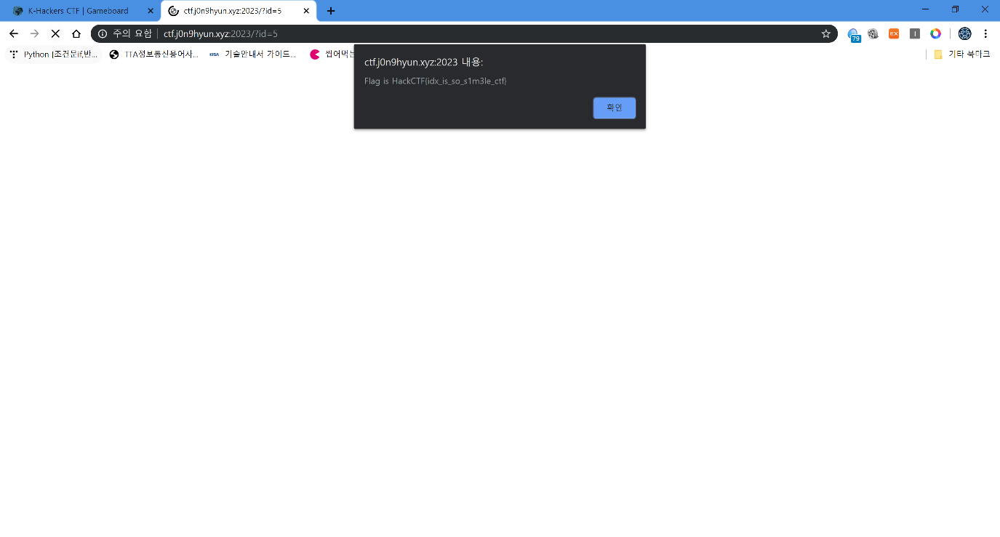 K-Hackers CTF | Gameboard
ctf.j0n9hyun.xyz:2023/?id=5
주의 요함 ctf.j0n9hyun.xyz:2023/?id=5
79
EX
Python [조건문if,반...
TTA정보통신용어사...
KISA 기술안내서 가이드...
씹어먹는
기타 북마크
ctf.j0n9hyun.xyz:2023 내용:
Flag is HackCTF{idx_is_so_s1m3le_ctf}
확인